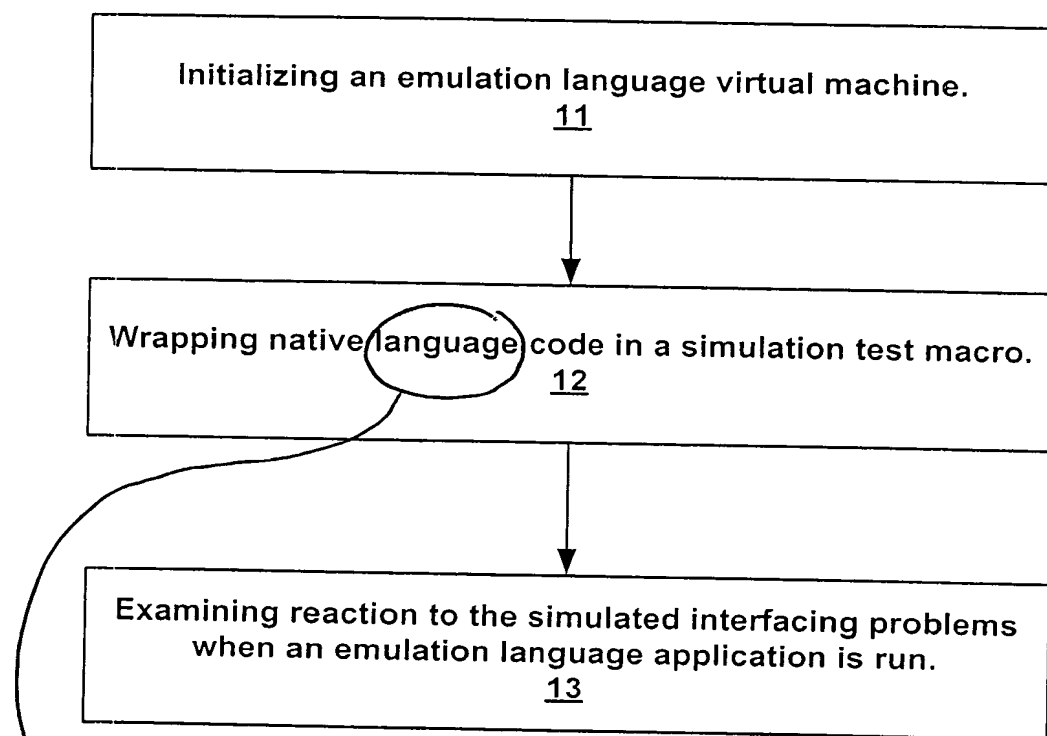 Initializing an emulation language virtual machine.
11
Wrapping native language code in a simulation test macro.
12
Examining reaction to the simulated interfacing problems
when an emulation language application is run.
13